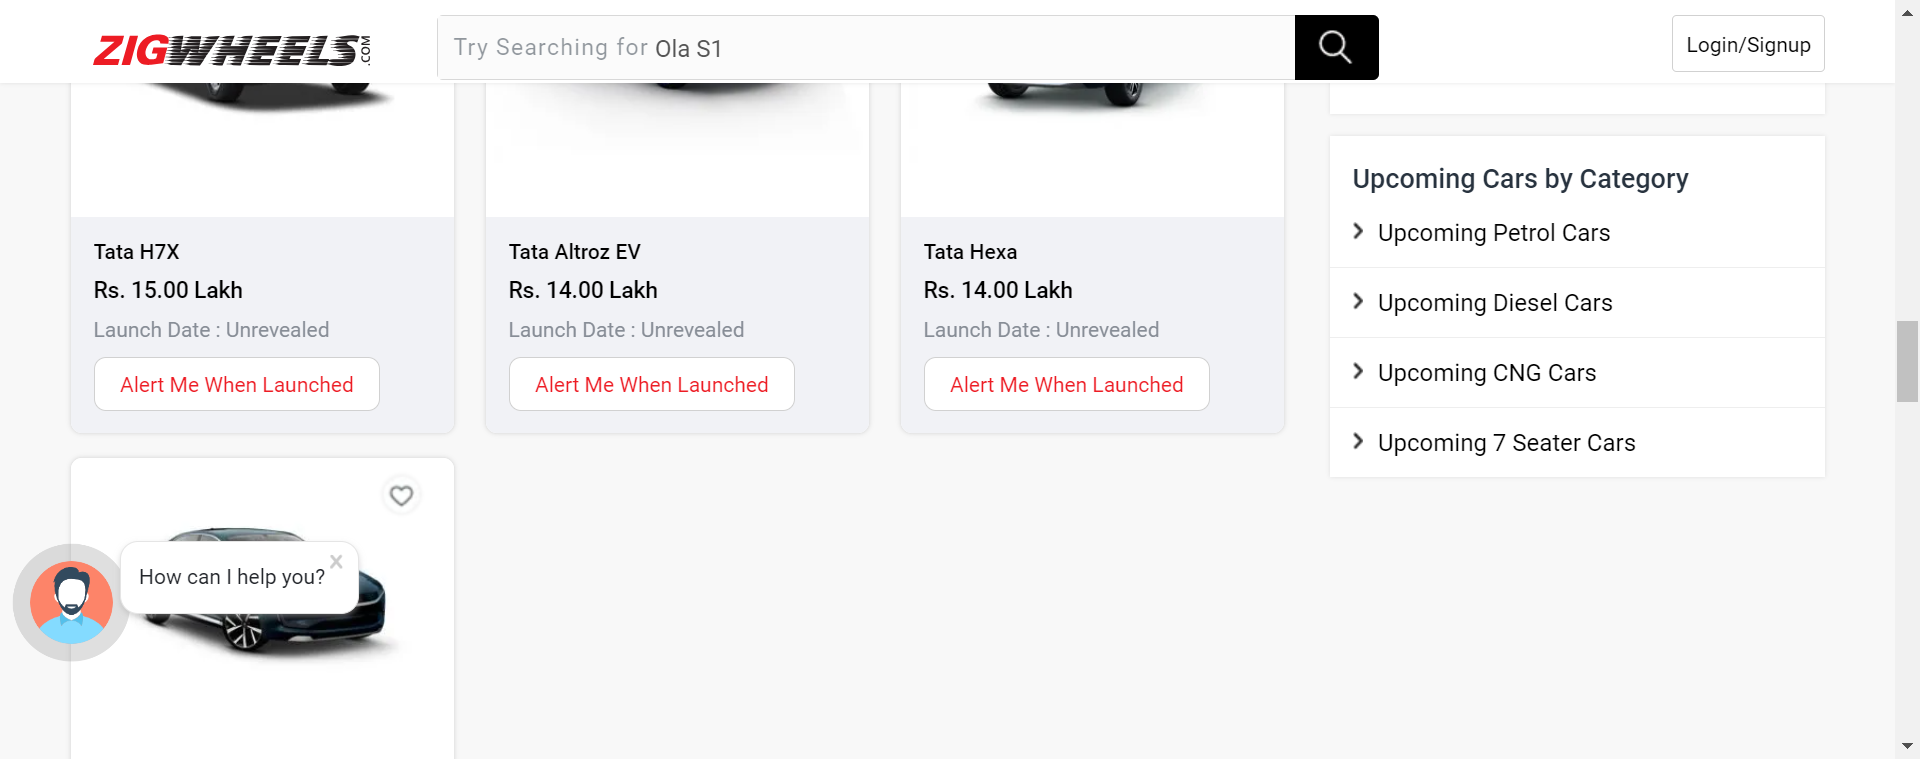 ZIGWHEELS.COM
Try Searching for Ola S1
Login/Signup
Tata H7X
Rs. 15.00 Lakh
Launch Date : Unrevealed
Alert Me When Launched
Tata Altroz EV
Rs. 14.00 Lakh
Launch Date : Unrevealed
Alert Me When Launched
Tata Hexa
Rs. 14.00 Lakh
Launch Date : Unrevealed
Alert Me When Launched
Upcoming Cars by Category
Upcoming Petrol Cars
Upcoming Diesel Cars
Upcoming CNG Cars
Upcoming 7 Seater Cars
How can I help you?